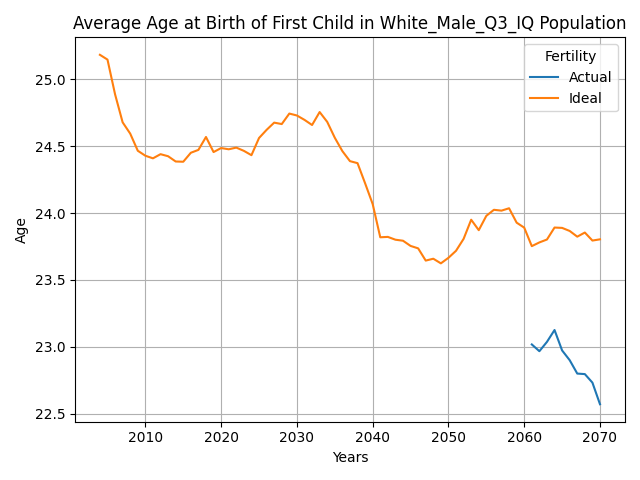 Average Age at Birth of First Child in White_Male_Q3_IQ Population
Fertility
Actual
Ideal
25.0
24.5
24.0
23.5
23.0
22.5
Age
2010
2020
2030
2040
2050
2060
2070
Years